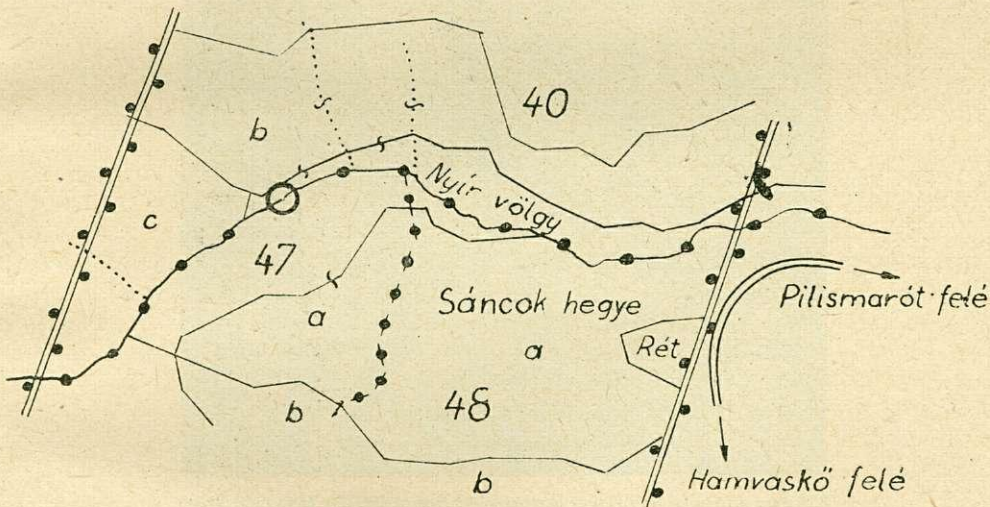 40
b
Nyír völgy
c
47
a
Sáncok hegye
Pilismarót felé
a
Rét
b
48
b
Hamvaskő felé